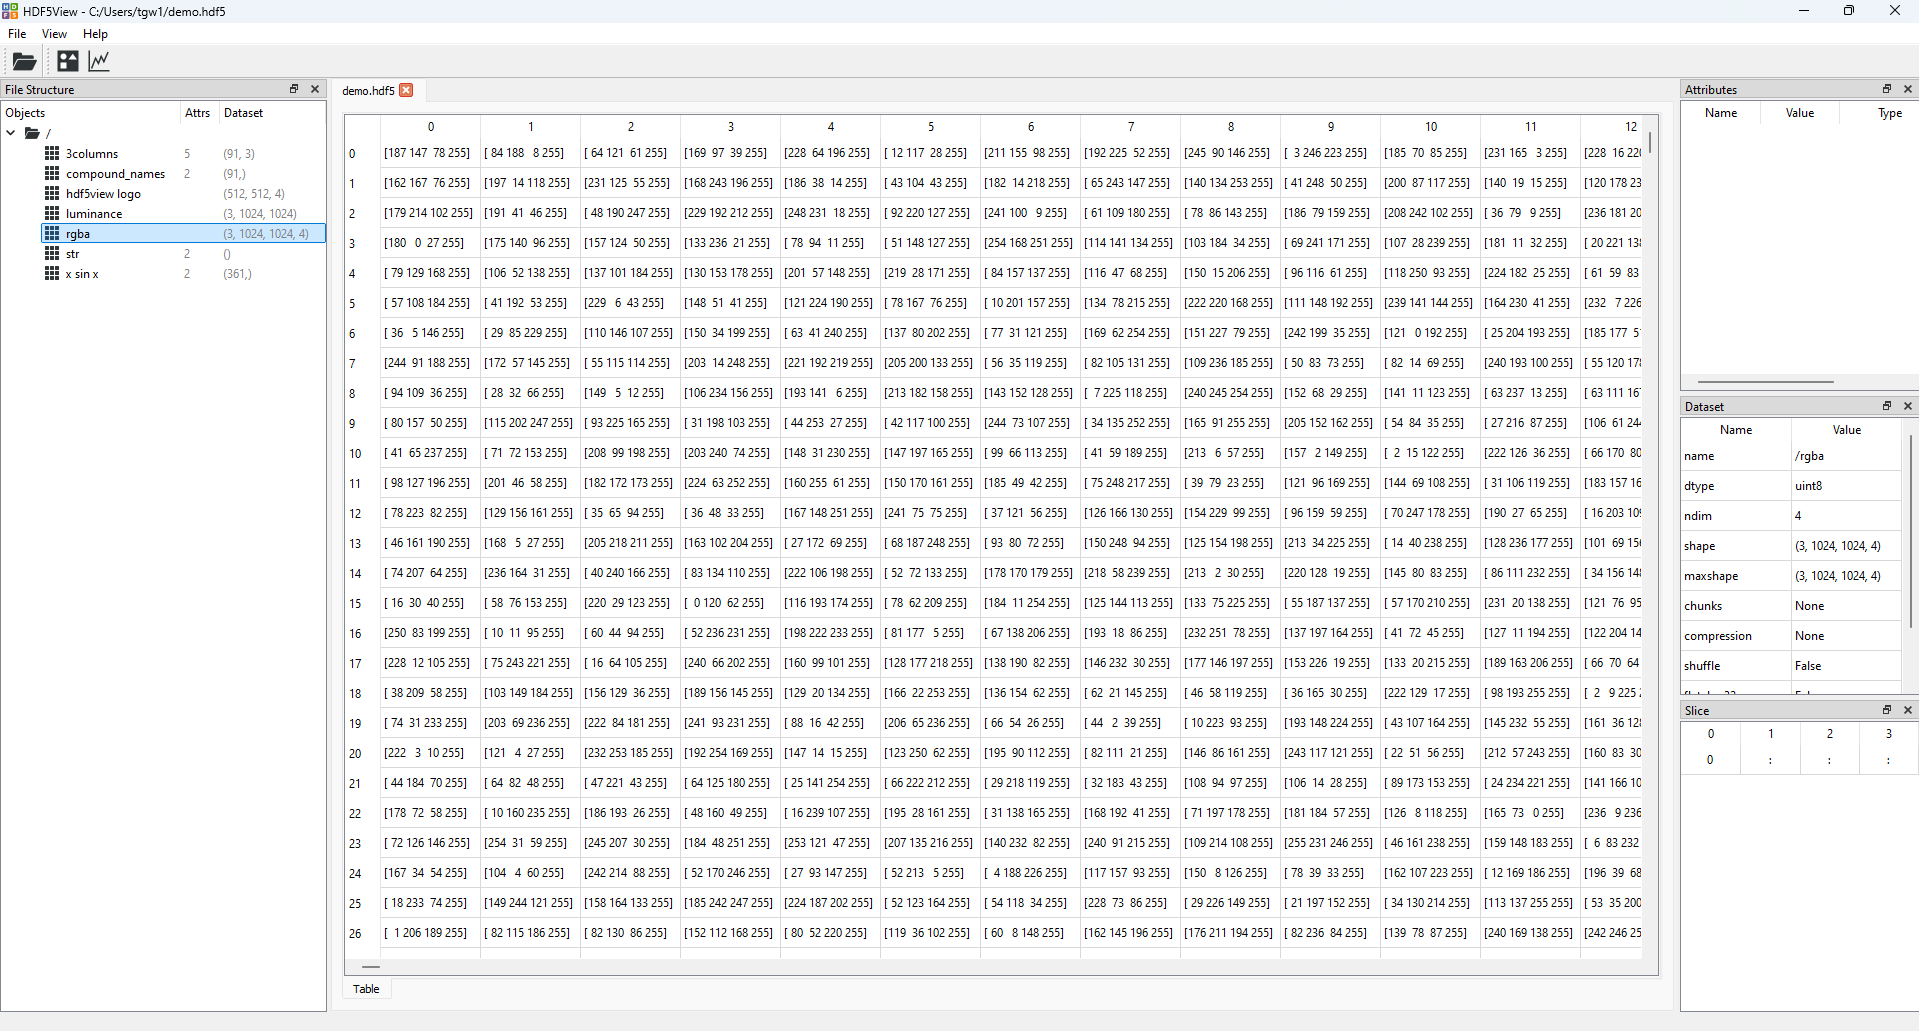 HDF5View - C:/Users/tgw1/demo.hdf5
File View Help
File Structure
Objects Attrs Dataset
/
3columns 5 (91, 3)
compound_names 2 (91,)
hdf5view logo (512, 512, 4)
luminance (3, 1024, 1024)
rgba (3, 1024, 1024, 4)
str 2 ()
x sin x 2 (361,)
demo.hdf5
0 1 2 3 4 5 6 7 8 9 10 11 12
0 [187 147 78 255] [ 84 188 8 255] [ 64 121 61 255] [169 97 39 255] [228 64 196 255] [ 12 117 28 255] [211 155 98 255] [192 225 52 255] [245 90 146 255] [ 3 246 223 255] [185 70 85 255] [231 165 3 255] [228 16 220
1 [162 167 76 255] [197 14 118 255] [231 125 55 255] [168 243 196 255] [186 38 14 255] [ 43 104 43 255] [182 14 218 255] [ 65 243 147 255] [140 134 253 255] [ 41 248 50 255] [200 87 117 255] [140 19 15 255] [120 178 23
2 [179 214 102 255] [191 41 46 255] [ 48 190 247 255] [229 192 212 255] [248 231 18 255] [ 92 220 127 255] [241 100 9 255] [ 61 109 180 255] [ 78 86 143 255] [186 79 159 255] [208 242 102 255] [ 36 79 9 255] [236 181 20
3 [180 0 27 255] [175 140 96 255] [157 124 50 255] [133 236 21 255] [ 78 94 11 255] [ 51 148 127 255] [254 168 251 255] [114 141 134 255] [103 184 34 255] [ 69 241 171 255] [107 28 239 255] [181 11 32 255] [ 20 221 138
4 [ 79 129 168 255] [106 52 138 255] [137 101 184 255] [130 153 178 255] [201 57 148 255] [219 28 171 255] [ 84 157 137 255] [116 47 68 255] [150 15 206 255] [ 96 116 61 255] [118 250 93 255] [224 182 25 255] [ 61 59 83
5 [ 57 108 184 255] [ 41 192 53 255] [229 6 43 255] [148 51 41 255] [121 224 190 255] [ 78 167 76 255] [ 10 201 157 255] [134 78 215 255] [222 220 168 255] [111 148 192 255] [239 141 144 255] [164 230 41 255] [232 7 226
6 [ 36 5 146 255] [ 29 85 229 255] [110 146 107 255] [150 34 199 255] [ 63 41 240 255] [137 80 202 255] [ 77 31 121 255] [169 62 254 255] [151 227 79 255] [242 199 35 255] [121 0 192 255] [ 25 204 193 255] [185 177
7 [244 91 188 255] [172 57 145 255] [ 55 115 114 255] [203 14 248 255] [221 192 219 255] [205 200 133 255] [ 56 35 119 255] [ 82 105 131 255] [109 236 185 255] [ 50 83 73 255] [ 82 14 69 255] [240 193 100 255] [ 55 120 178
8 [ 94 109 36 255] [ 28 32 66 255] [149 5 12 255] [106 234 156 255] [193 141 6 255] [213 182 158 255] [143 152 128 255] [ 7 225 118 255] [240 245 254 255] [152 68 29 255] [141 11 123 255] [ 63 237 13 255] [ 63 111 16
9 [ 80 157 50 255] [115 202 247 255] [ 93 225 165 255] [ 31 198 103 255] [ 44 253 27 255] [ 42 117 100 255] [244 73 107 255] [ 34 135 252 255] [165 91 255 255] [205 152 162 255] [ 54 84 35 255] [ 27 216 87 255] [106 61 244
10 [ 41 65 237 255] [ 71 72 153 255] [208 99 198 255] [203 240 74 255] [148 31 230 255] [147 197 165 255] [ 99 66 113 255] [ 41 59 189 255] [213 6 57 255] [157 2 149 255] [ 2 15 122 255] [222 126 36 255] [ 66 170 80
11 [ 98 127 196 255] [201 46 58 255] [182 172 173 255] [224 63 252 255] [160 255 61 255] [150 170 161 255] [185 49 42 255] [ 75 248 217 255] [ 39 79 23 255] [121 96 169 255] [144 69 108 255] [ 31 106 119 255] [183 157 16
12 [ 78 223 82 255] [129 156 161 255] [ 35 65 94 255] [ 36 48 33 255] [167 148 251 255] [241 75 75 255] [ 37 121 56 255] [126 166 130 255] [154 229 99 255] [ 96 159 59 255] [ 70 247 178 255] [190 27 65 255] [ 16 203 109
13 [ 46 161 190 255] [168 5 27 255] [205 218 211 255] [163 102 204 255] [ 27 172 69 255] [ 68 187 248 255] [ 93 80 72 255] [150 248 94 255] [125 154 198 255] [213 34 225 255] [ 14 40 238 255] [128 236 177 255] [101 69 156
14 [ 74 207 64 255] [236 164 31 255] [ 40 240 166 255] [ 83 134 110 255] [222 106 198 255] [ 52 72 133 255] [178 170 179 255] [218 58 239 255] [213 2 30 255] [220 128 19 255] [145 80 83 255] [ 86 111 232 255] [ 34 156 148
15 [ 16 30 40 255] [ 58 76 153 255] [220 29 123 255] [ 0 120 62 255] [116 193 174 255] [ 78 62 209 255] [184 11 254 255] [125 144 113 255] [133 75 225 255] [ 55 187 137 255] [ 57 170 210 255] [231 20 138 255] [121 76 95
16 [250 83 199 255] [ 10 11 95 255] [ 60 44 94 255] [ 52 236 231 255] [198 222 233 255] [ 81 177 5 255] [ 67 138 206 255] [193 18 86 255] [232 251 78 255] [137 197 164 255] [ 41 72 45 255] [127 11 194 255] [122 204 14
17 [228 12 105 255] [ 75 243 221 255] [ 16 64 105 255] [240 66 202 255] [160 99 101 255] [128 177 218 255] [138 190 82 255] [146 232 30 255] [177 146 197 255] [153 226 19 255] [133 20 215 255] [189 163 206 255] [ 66 70 64
18 [ 38 209 58 255] [103 149 184 255] [156 129 36 255] [189 156 145 255] [129 20 134 255] [166 22 253 255] [136 154 62 255] [ 62 21 145 255] [ 46 58 119 255] [ 36 165 30 255] [222 129 17 255] [ 98 193 255 255] [ 2 9 225
19 [ 74 31 233 255] [203 69 236 255] [222 84 181 255] [241 93 231 255] [ 88 16 42 255] [206 65 236 255] [ 66 54 26 255] [ 44 2 39 255] [ 10 223 93 255] [193 148 224 255] [ 43 107 164 255] [145 232 55 255] [161 36 128
20 [222 3 10 255] [121 4 27 255] [232 253 185 255] [192 254 169 255] [147 14 15 255] [123 250 62 255] [195 90 112 255] [ 82 111 21 255] [146 86 161 255] [243 117 121 255] [ 22 51 56 255] [212 57 243 255] [160 83 30
21 [ 44 184 70 255] [ 64 82 48 255] [ 47 221 43 255] [ 64 125 180 255] [ 25 141 254 255] [ 66 222 212 255] [ 29 218 119 255] [ 32 183 43 255] [108 94 97 255] [106 14 28 255] [ 89 173 153 255] [ 24 234 221 255] [141 166 10
22 [178 72 58 255] [ 10 160 235 255] [186 193 26 255] [ 48 160 49 255] [ 16 239 107 255] [195 28 161 255] [ 31 138 165 255] [168 192 41 255] [ 71 197 178 255] [181 184 57 255] [126 8 118 255] [165 73 0 255] [236 9 236
23 [ 72 126 146 255] [254 31 59 255] [245 207 30 255] [184 48 251 255] [253 121 47 255] [207 135 216 255] [140 232 82 255] [240 91 215 255] [109 214 108 255] [255 231 246 255] [ 46 161 238 255] [159 148 183 255] [ 6 83 232
24 [167 34 54 255] [104 4 60 255] [242 214 88 255] [ 52 170 246 255] [ 27 93 147 255] [ 52 213 5 255] [ 4 188 226 255] [117 157 93 255] [150 8 126 255] [ 78 39 33 255] [162 107 223 255] [ 12 169 186 255] [196 39 68
25 [ 18 233 74 255] [149 244 121 255] [158 164 133 255] [185 242 247 255] [224 187 202 255] [ 52 123 164 255] [ 54 118 34 255] [228 73 86 255] [ 29 226 149 255] [ 21 197 152 255] [ 34 130 214 255] [113 137 255 255] [ 53 35 200
26 [ 1 206 189 255] [ 82 115 186 255] [ 82 130 86 255] [152 112 168 255] [ 80 52 220 255] [119 36 102 255] [ 60 8 148 255] [162 145 196 255] [176 211 194 255] [ 82 236 84 255] [139 78 87 255] [240 169 138 255] [242 246 25
Table
Attributes
Name Value Type
Dataset
Name Value
name /rgba
dtype uint8
ndim 4
shape (3, 1024, 1024, 4)
maxshape (3, 1024, 1024, 4)
chunks None
compression None
shuffle False
Slice
0 1 2 3
0 : : :